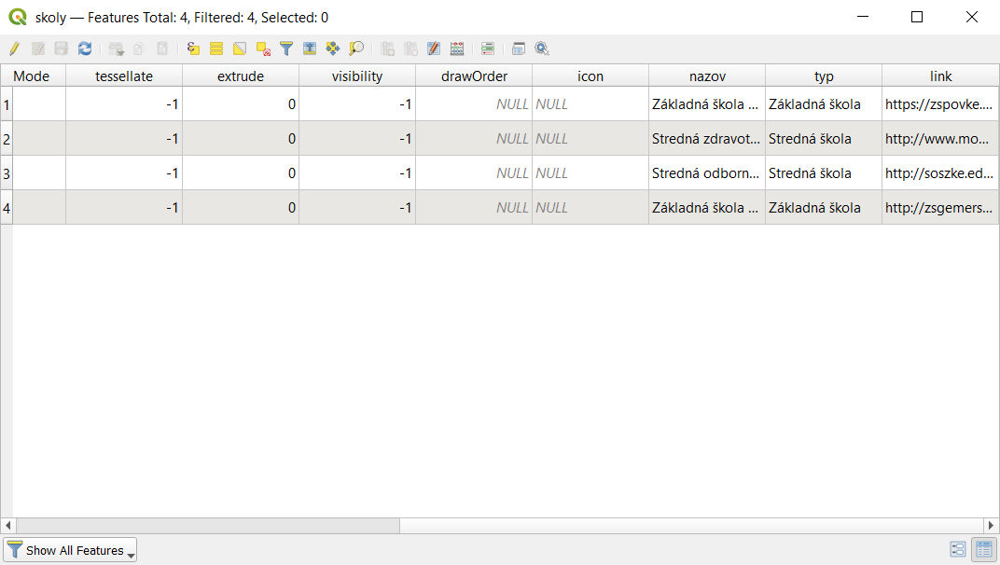 skoly — Features Total: 4, Filtered: 4, Selected: 0
Mode tessellate extrude visibility drawOrder icon nazov typ link
1 -1 0 -1 NULL NULL Základná škola ... Základná škola https://zspovke....
2 -1 0 -1 NULL NULL Stredná zdravot... Stredná škola http://www.mo...
3 -1 0 -1 NULL NULL Stredná odborn... Stredná škola http://soszke.ed...
4 -1 0 -1 NULL NULL Základná škola ... Základná škola http://zsgemers...
Show All Features